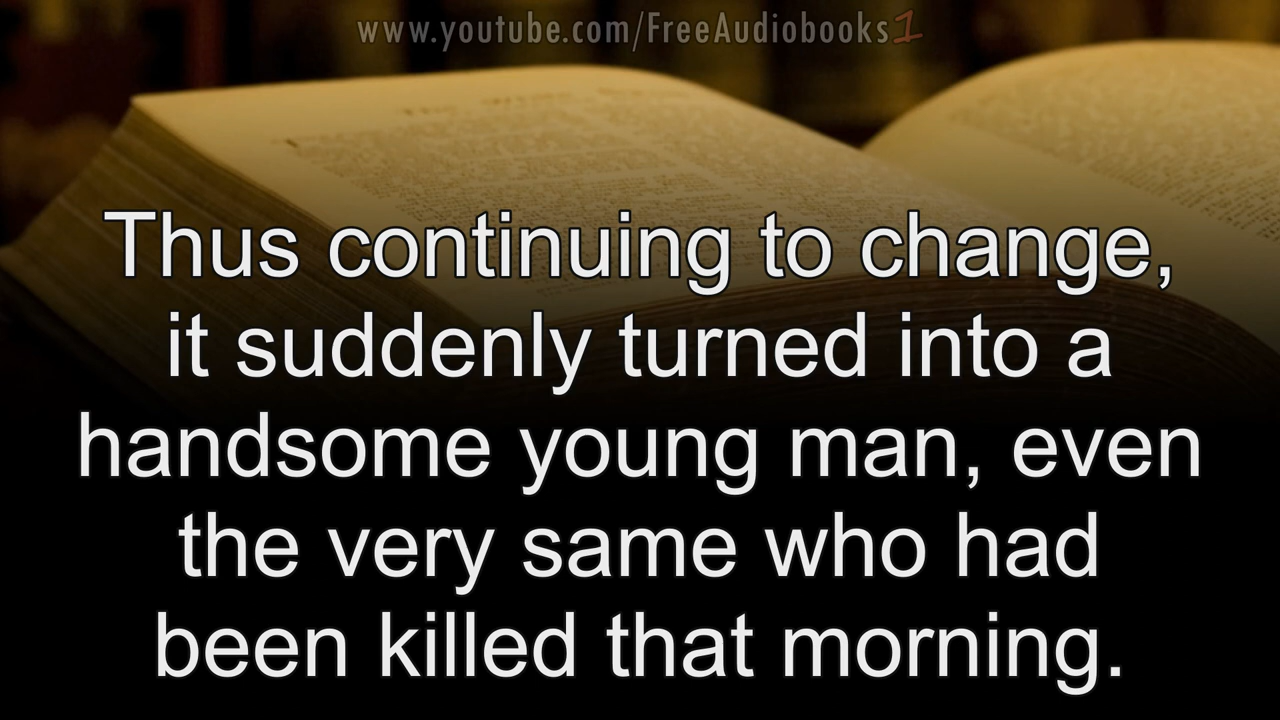 www.youtube.com/FreeAudiobooks1
Thus continuing to change,
it suddenly turned into a
handsome young man, even
the very same who had
been killed that morning.